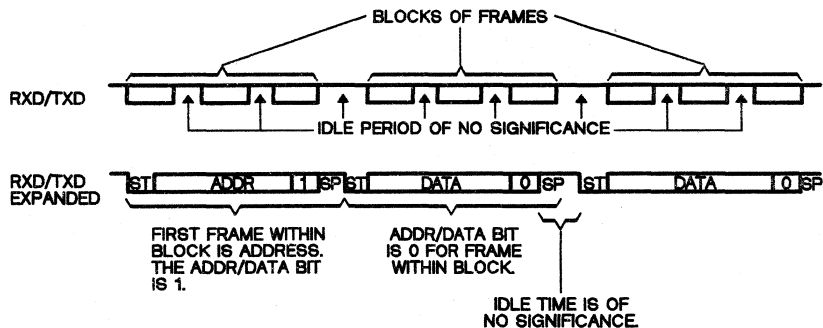 BLOCKS OF FRAMES
RXD/TXD
IDLE PERIOD OF NO SIGNIFICANCE
RXD/TXD
EXPANDED
ST ADDR 1 SP ST DATA 0 SP ST DATA 0 SP
FIRST FRAME WITHIN
BLOCK IS ADDRESS.
THE ADDR/DATA BIT
IS 1.
ADDR/DATA BIT
IS 0 FOR FRAME
WITHIN BLOCK.
IDLE TIME IS OF
NO SIGNIFICANCE.